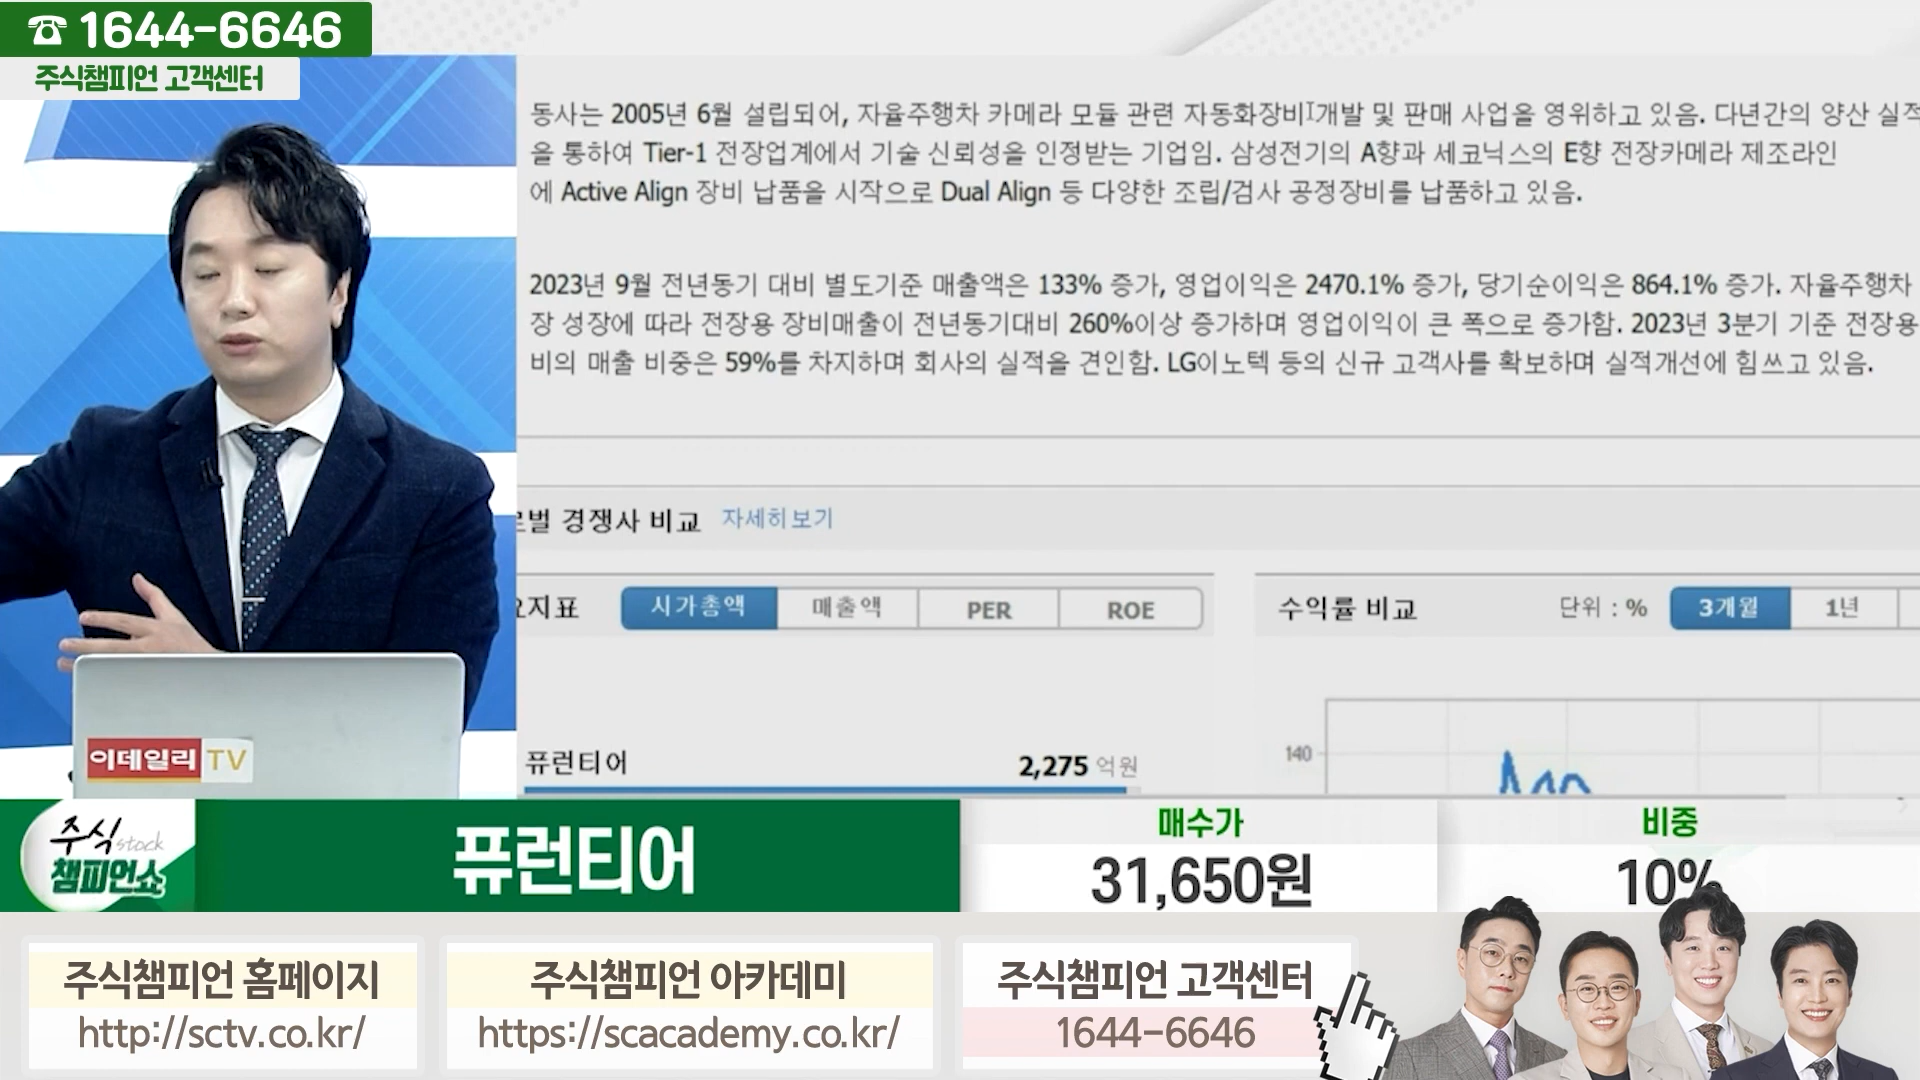 ☎ 1644-6646
주식챔피언 고객센터
동사는 2005년 6월 설립되어, 자율주행차 카메라 모듈 관련 자동화장비개발 및 판매 사업을 영위하고 있음. 다년간의 양산 실적
을 통하여 Tier-1 전장업계에서 기술 신뢰성을 인정받는 기업임. 삼성전기의 A향과 세코닉스의 E향 전장카메라 제조라인
에 Active Align 장비 납품을 시작으로 Dual Align 등 다양한 조립/검사 공정장비를 납품하고 있음.
2023년 9월 전년동기 대비 별도기준 매출액은 133% 증가, 영업이익은 2470.1% 증가, 당기순이익은 864.1% 증가. 자율주행차
장 성장에 따라 전장용 장비매출이 전년동기대비 260%이상 증가하며 영업이익이 큰 폭으로 증가함. 2023년 3분기 기준 전장용
비의 매출 비중은 59%를 차지하며 회사의 실적을 견인함. LG이노텍 등의 신규 고객사를 확보하며 실적개선에 힘쓰고 있음.
벌 경쟁사 비교 자세히보기
지표 시가총액 매출액 PER ROE
수익률 비교 단위 : % 3개월 1년
퓨런티어 2,275 억원
140
이데일리 TV
주식 stock
챔피언쇼
퓨런티어
매수가
31,650원
비중
10%
주식챔피언 홈페이지
http://sctv.co.kr/
주식챔피언 아카데미
https://scacademy.co.kr/
주식챔피언 고객센터
1644-6646